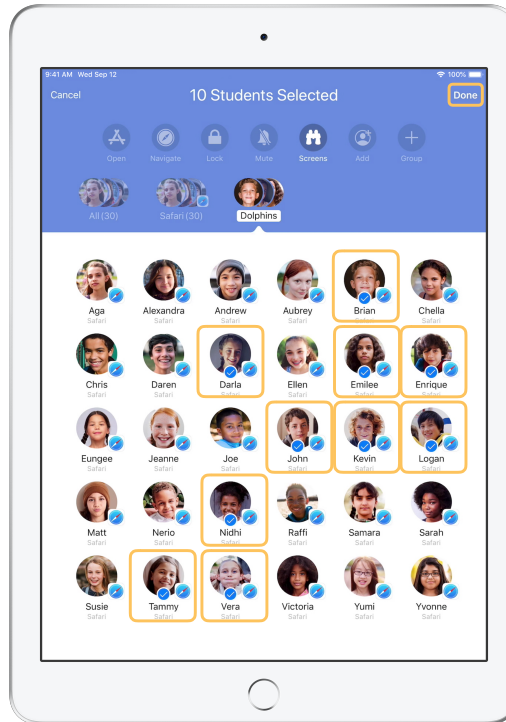 9:41 AM Wed Sep 12 100%
Cancel 10 Students Selected Done
Open Navigate Lock Mute Screens Add Group
All (30) Safari (30) Dolphins
Aga Alexandra Andrew Aubrey Brian Chella
Safari Safari Safari Safari Safari Safari
Chris Daren Darla Ellen Emilee Enrique
Safari Safari Safari Safari Safari Safari
Eungee Jeanne Joe John Kevin Logan
Safari Safari Safari Safari Safari Safari
Matt Nerio Nidhi Raffi Samara Sarah
Safari Safari Safari Safari Safari Safari
Susie Tammy Vera Victoria Yumi Yvonne
Safari Safari Safari Safari Safari Safari